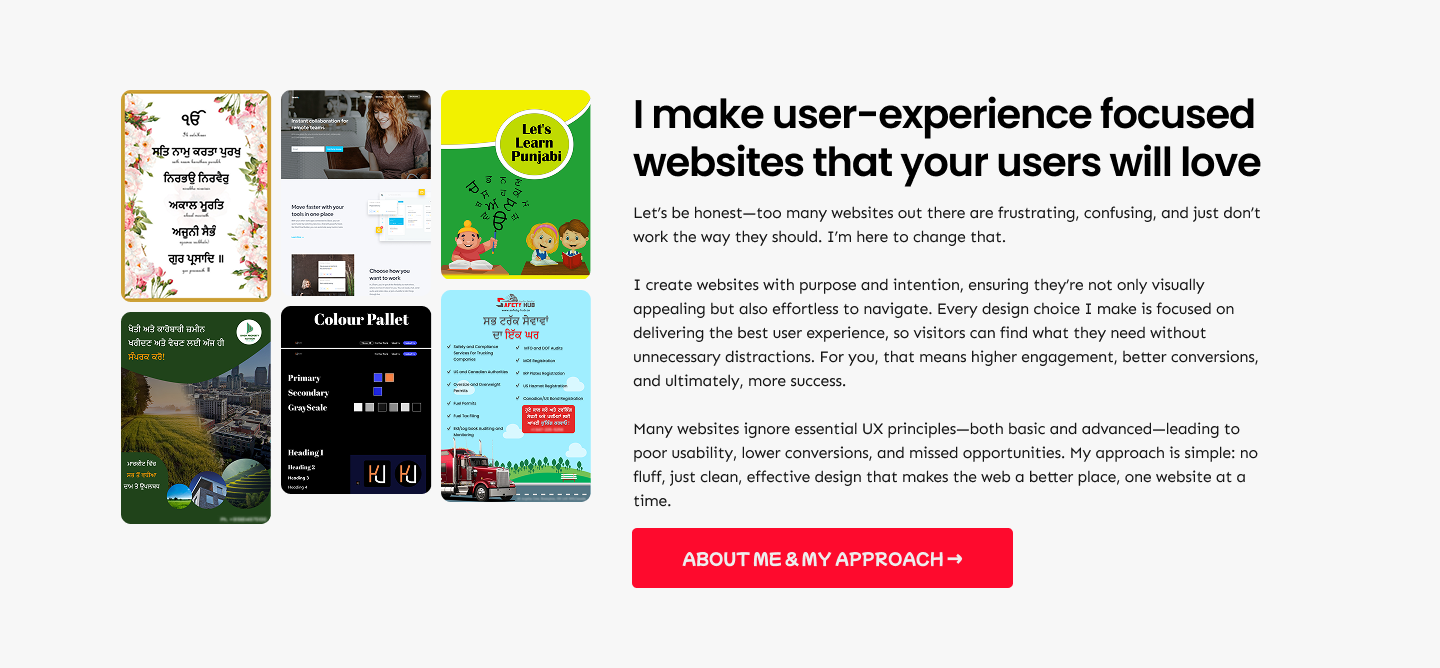 ੴ
ਸਤਿ ਨਾਮੁ ਕਰਤਾ ਪੁਰਖੁ
ਨਿਰਭਉ ਨਿਰਵੈਰੁ
ਅਕਾਲ ਮੂਰਤਿ
ਅਜੂਨੀ ਸੈਭੰ
ਗੁਰ ਪ੍ਰਸਾਦਿ ॥
ਖੇਤੀ ਅਤੇ ਕਾਰੋਬਾਰੀ ਜ਼ਮੀਨ
ਖਰੀਦਣ ਅਤੇ ਵੇਚਣ ਲਈ ਅੱਜ ਹੀ
ਸੰਪਰਕ ਕਰੋ!
ਮਾਰਕੀਟ ਵਿੱਚ
ਸਭ ਤੋਂ ਵਧੀਆ
ਦਾਮ ਤੇ ਉਪਲਬਧ
Instant collaboration for
remote teams
Move faster with your
tools in one place
Choose how you
want to work
Colour Pallet
Primary
Secondary
GrayScale
Heading 1
Heading 2
Heading 3
Heading 4
Let's
Learn
Punjabi
SAFETY HUB
ਸਭ ਟਰੱਕ ਸੇਵਾਵਾਂ
ਦਾ ਇੱਕ ਘਰ
Safety and Compliance
Services for Trucking
Companies
US and Canadian Authorities
Oversize and Overweight
Permits
Fuel Permits
Fuel Tax Filing
Eld/log book Auditing and
Monitoring
NFO and DOT Audits
MOE Registration
IRP Plates Registration
US Hazmat Registration
Canadian/US Bond Registration
I make user-experience focused
websites that your users will love
Let’s be honest—too many websites out there are frustrating, confusing, and just don’t
work the way they should. I’m here to change that.
I create websites with purpose and intention, ensuring they’re not only visually
appealing but also effortless to navigate. Every design choice I make is focused on
delivering the best user experience, so visitors can find what they need without
unnecessary distractions. For you, that means higher engagement, better conversions,
and ultimately, more success.
Many websites ignore essential UX principles—both basic and advanced—leading to
poor usability, lower conversions, and missed opportunities. My approach is simple: no
fluff, just clean, effective design that makes the web a better place, one website at a
time.
ABOUT ME & MY APPROACH →